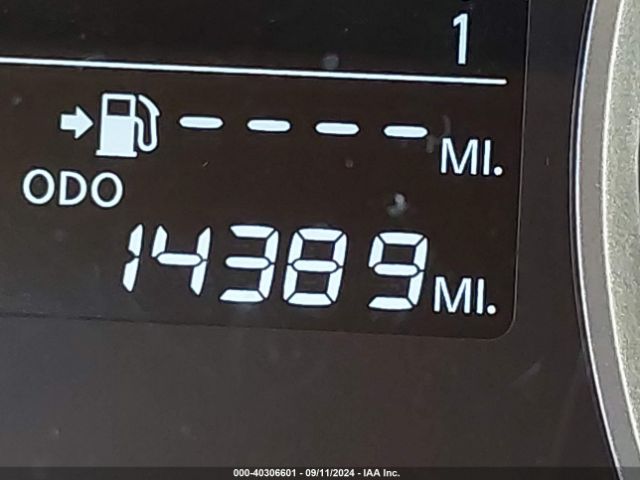 1
---- MI.
ODO
14389 MI.
000-40306601 - 09/11/2024 - IAA Inc.